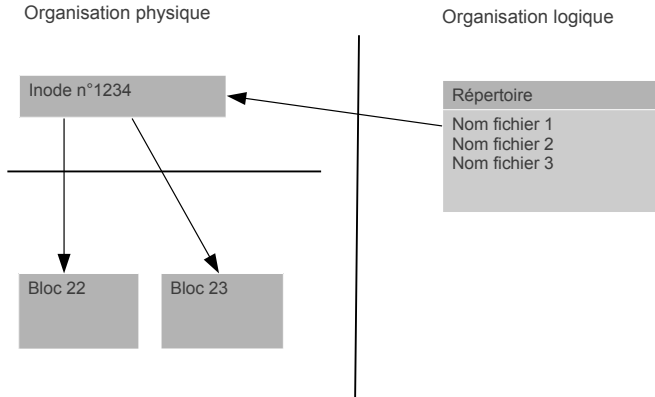 Organisation physique
Organisation logique
Inode n°1234
Répertoire
Nom fichier 1
Nom fichier 2
Nom fichier 3
Bloc 22
Bloc 23